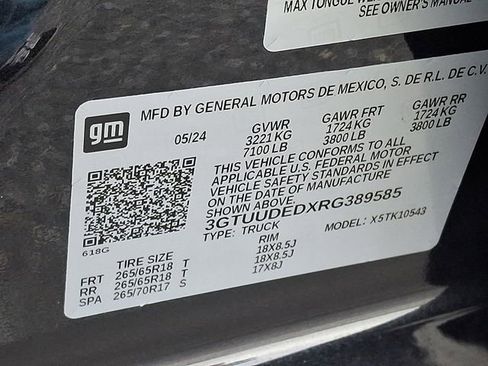 MAX TONGUE
SEE OWNER'S MANUAL
gm
MFD BY GENERAL MOTORS DE MEXICO, S. DE R.L. DE C.V.
05/24
GVWR GAWR FRT GAWR RR
3221 KG 1724 KG 1724 KG
7100 LB 3800 LB 3800 LB
THIS VEHICLE CONFORMS TO ALL
APPLICABLE U.S. FEDERAL MOTOR
VEHICLE SAFETY STANDARDS IN EFFECT
ON THE DATE OF MANUFACTURE
3GTUUDEDXRG389585
TYPE: TRUCK MODEL: X5TK10543
618G
TIRE SIZE RIM
FRT 265/65R18 T 18X8.5J
RR 265/65R18 T 18X8.5J
SPA 265/70R17 S 17X8J